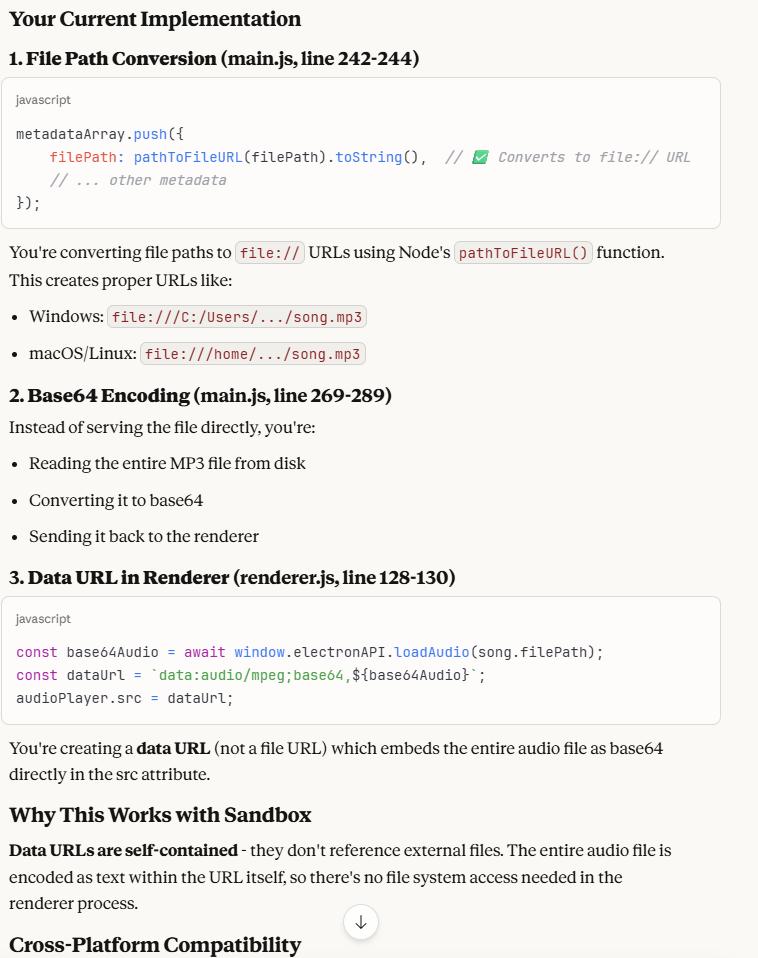 Your Current Implementation
1. File Path Conversion (main.js, line 242-244)
javascript
metadataArray.push({
    filePath: pathToFileURL(filePath).toString(),  // ✅ Converts to file:// URL
    // ... other metadata
});
You're converting file paths to file:// URLs using Node's pathToFileURL() function.
This creates proper URLs like:
• Windows: file:///C:/Users/.../song.mp3
• macOS/Linux: file:///home/.../song.mp3
2. Base64 Encoding (main.js, line 269-289)
Instead of serving the file directly, you're:
• Reading the entire MP3 file from disk
• Converting it to base64
• Sending it back to the renderer
3. Data URL in Renderer (renderer.js, line 128-130)
javascript
const base64Audio = await window.electronAPI.loadAudio(song.filePath);
const dataUrl = `data:audio/mpeg;base64,${base64Audio}`;
audioPlayer.src = dataUrl;
You're creating a data URL (not a file URL) which embeds the entire audio file as base64
directly in the src attribute.
Why This Works with Sandbox
Data URLs are self-contained - they don't reference external files. The entire audio file is
encoded as text within the URL itself, so there's no file system access needed in the
renderer process.
Cross-Platform Compatibility